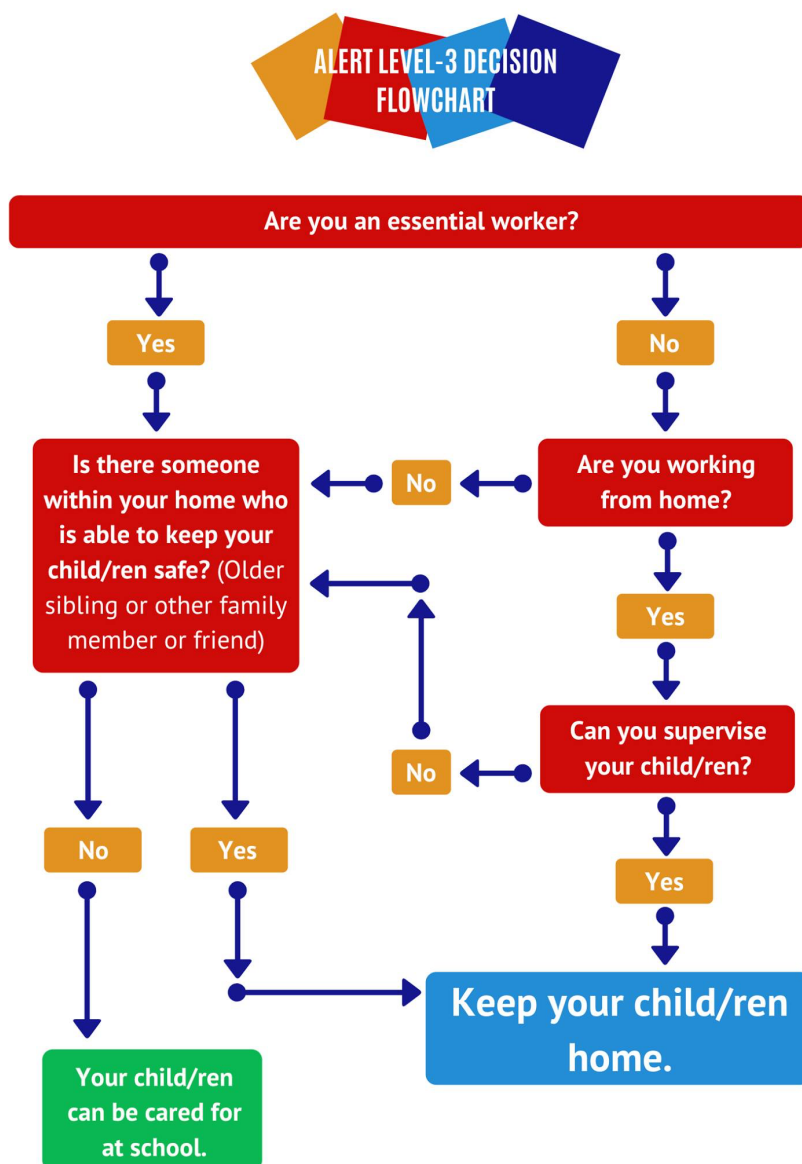 ALERT LEVEL-3 DECISION
FLOWCHART
Are you an essential worker?
Yes
No
Is there someone
within your home who
is able to keep your
child/ren safe? (Older
sibling or other family
member or friend)
No
Are you working
from home?
Yes
No
Can you supervise
your child/ren?
No
Yes
Yes
Keep your child/ren
home.
Your child/ren
can be cared for
at school.